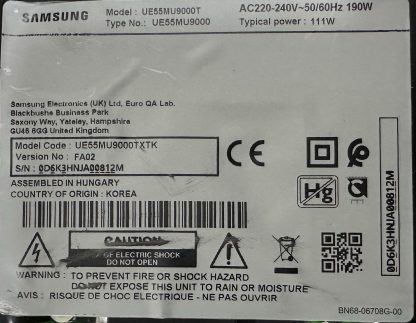 SAMSUNG
Model : UE55MU9000T
Type No.: UE55MU9000
AC220-240V~50/60Hz 190W
Typical power : 111W
Samsung Electronics (UK) Ltd, Euro QA Lab.
Blackbushe Business Park
Saxony Way, Yateley, Hampshire
GU46 6GG United Kingdom
Model Code : UE55MU9000TXTK
Version No : FA02
S/N : 0D6K3HNJA00812M
ASSEMBLED IN HUNGARY
COUNTRY OF ORIGIN : KOREA
CE
Hg
0D6K3HNJA00812M
CAUTION
OF ELECTRIC SHOCK
DO NOT OPEN
WARNING : TO PREVENT FIRE OR SHOCK HAZARD
DO NOT EXPOSE THIS UNIT TO RAIN OR MOISTURE
AVIS : RISQUE DE CHOC ELECTRIQUE - NE PAS OUVRIR
BN68-06708G-00